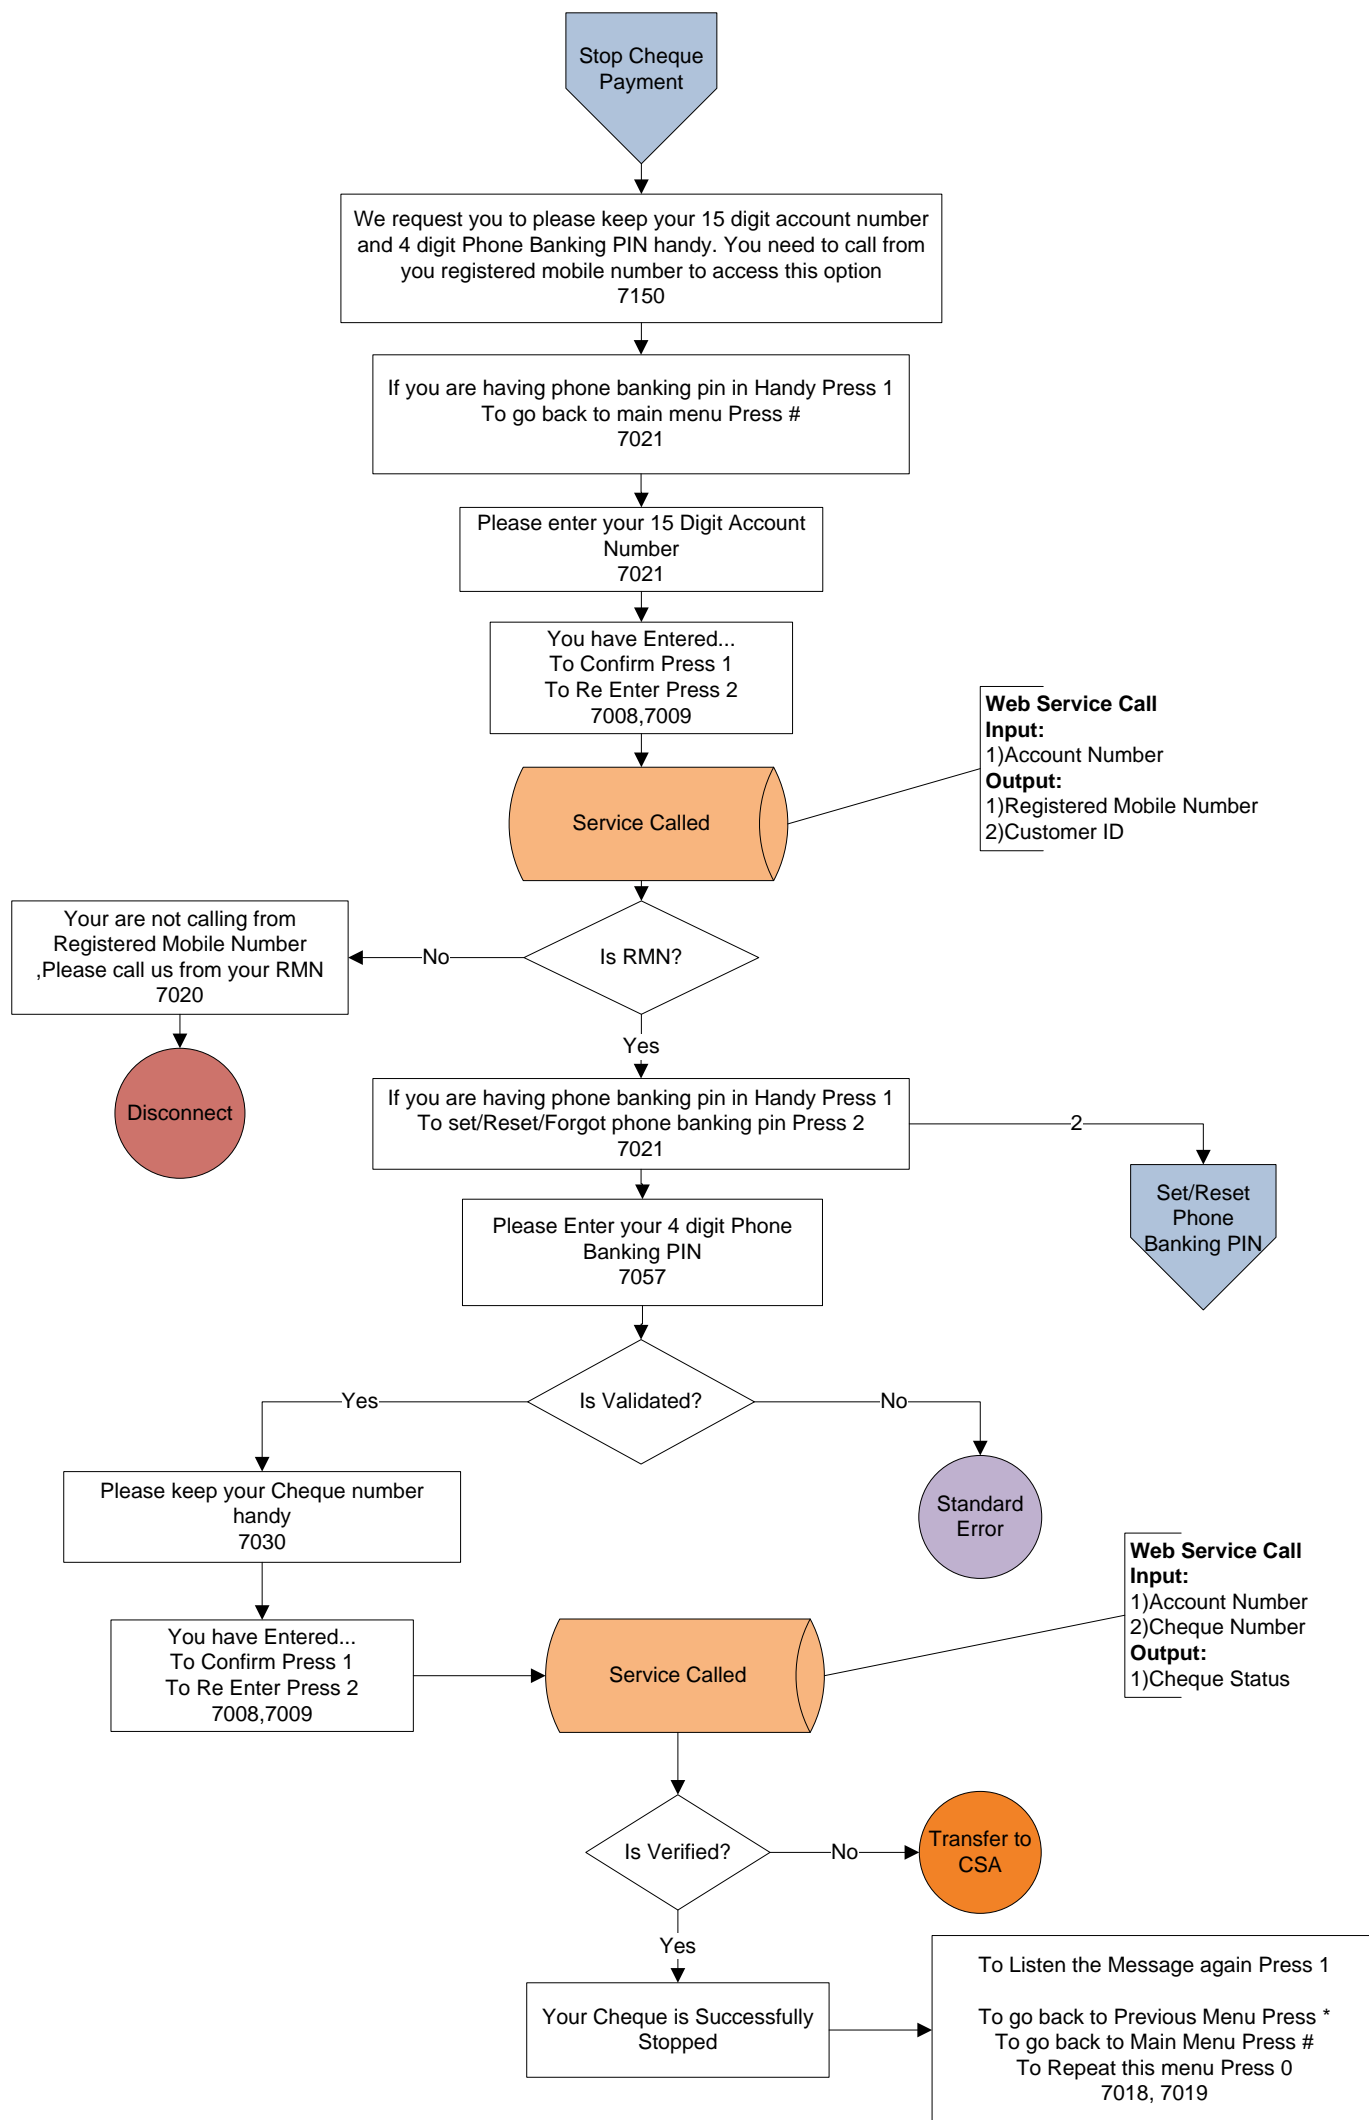 Stop Cheque
Payment
We request you to please keep your 15 digit account number
and 4 digit Phone Banking PIN handy. You need to call from
you registered mobile number to access this option
7150
If you are having phone banking pin in Handy Press 1
To go back to main menu Press #
7021
Please enter your 15 Digit Account
Number
7021
You have Entered...
To Confirm Press 1
To Re Enter Press 2
7008,7009
Web Service Call
Input:
1)Account Number
Output:
1)Registered Mobile Number
2)Customer ID
Service Called
Your are not calling from
Registered Mobile Number
,Please call us from your RMN
7020
No
Is RMN?
Yes
Disconnect
If you are having phone banking pin in Handy Press 1
To set/Reset/Forgot phone banking pin Press 2
7021
2
Set/Reset
Phone
Banking PIN
Please Enter your 4 digit Phone
Banking PIN
7057
Yes
Is Validated?
No
Please keep your Cheque number
handy
7030
Standard
Error
Web Service Call
Input:
1)Account Number
2)Cheque Number
Output:
1)Cheque Status
You have Entered...
To Confirm Press 1
To Re Enter Press 2
7008,7009
Service Called
Is Verified?
No
Transfer to
CSA
Yes
Your Cheque is Successfully
Stopped
To Listen the Message again Press 1
To go back to Previous Menu Press *
To go back to Main Menu Press #
To Repeat this menu Press 0
7018, 7019